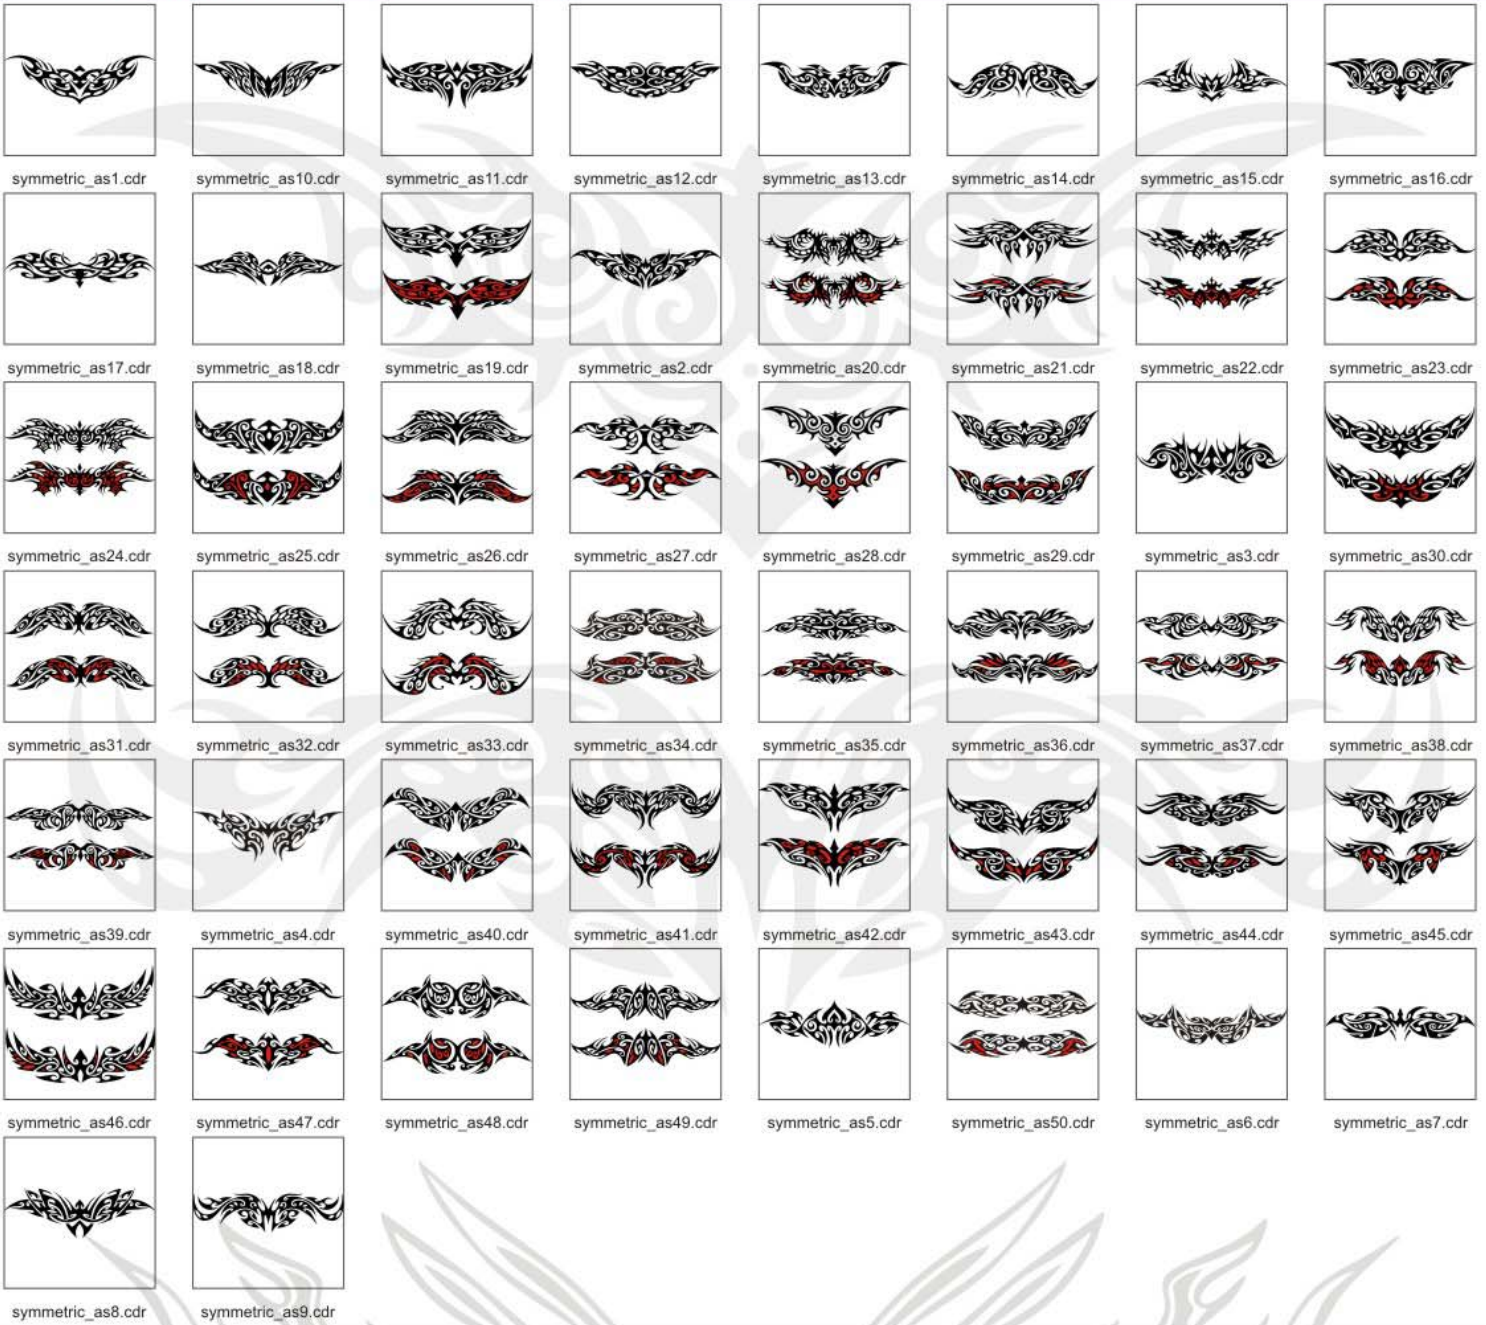 symmetric_as1.cdr symmetric_as10.cdr symmetric_as11.cdr symmetric_as12.cdr symmetric_as13.cdr symmetric_as14.cdr symmetric_as15.cdr symmetric_as16.cdr
symmetric_as17.cdr symmetric_as18.cdr symmetric_as19.cdr symmetric_as2.cdr symmetric_as20.cdr symmetric_as21.cdr symmetric_as22.cdr symmetric_as23.cdr
symmetric_as24.cdr symmetric_as25.cdr symmetric_as26.cdr symmetric_as27.cdr symmetric_as28.cdr symmetric_as29.cdr symmetric_as3.cdr symmetric_as30.cdr
symmetric_as31.cdr symmetric_as32.cdr symmetric_as33.cdr symmetric_as34.cdr symmetric_as35.cdr symmetric_as36.cdr symmetric_as37.cdr symmetric_as38.cdr
symmetric_as39.cdr symmetric_as4.cdr symmetric_as40.cdr symmetric_as41.cdr symmetric_as42.cdr symmetric_as43.cdr symmetric_as44.cdr symmetric_as45.cdr
symmetric_as46.cdr symmetric_as47.cdr symmetric_as48.cdr symmetric_as49.cdr symmetric_as5.cdr symmetric_as50.cdr symmetric_as6.cdr symmetric_as7.cdr
symmetric_as8.cdr symmetric_as9.cdr